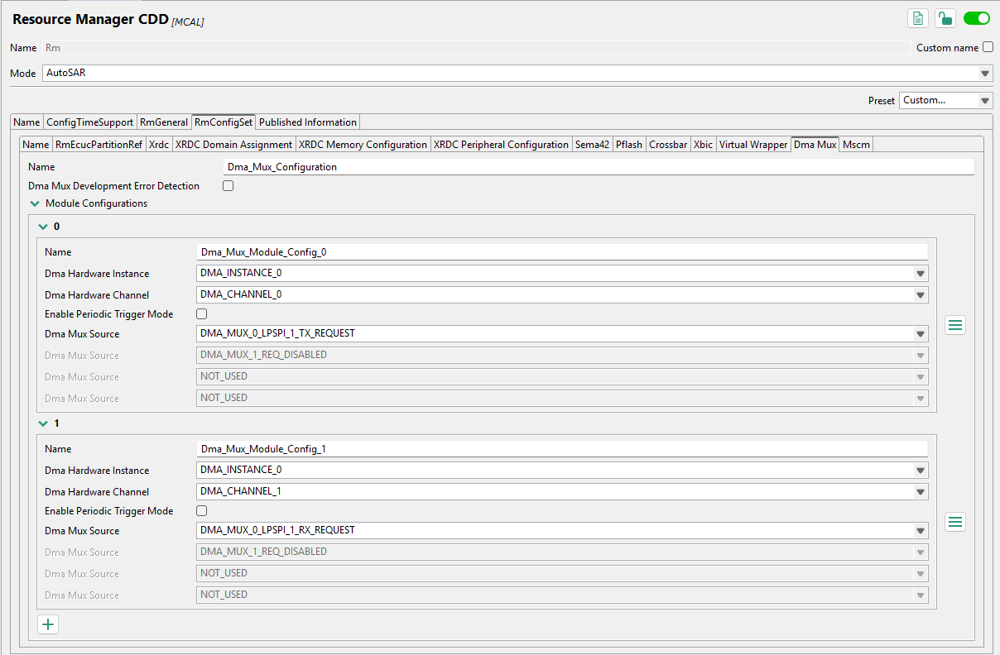 Resource Manager CDD [MCAL]
Name Rm Custom name
Mode AutoSAR
Preset Custom...
Name ConfigTimeSupport RmGeneral RmConfigSet Published Information
Name RmEcucPartitionRef Xrdc XRDC Domain Assignment XRDC Memory Configuration XRDC Peripheral Configuration Sema42 Pflash Crossbar Xbic Virtual Wrapper Dma Mux Mscm
Name Dma_Mux_Configuration
Dma Mux Development Error Detection
Module Configurations
0
Name Dma_Mux_Module_Config_0
Dma Hardware Instance DMA_INSTANCE_0
Dma Hardware Channel DMA_CHANNEL_0
Enable Periodic Trigger Mode
Dma Mux Source DMA_MUX_0_LPSPI_1_TX_REQUEST
Dma Mux Source DMA_MUX_1_REQ_DISABLED
Dma Mux Source NOT_USED
Dma Mux Source NOT_USED
1
Name Dma_Mux_Module_Config_1
Dma Hardware Instance DMA_INSTANCE_0
Dma Hardware Channel DMA_CHANNEL_1
Enable Periodic Trigger Mode
Dma Mux Source DMA_MUX_0_LPSPI_1_RX_REQUEST
Dma Mux Source DMA_MUX_1_REQ_DISABLED
Dma Mux Source NOT_USED
Dma Mux Source NOT_USED